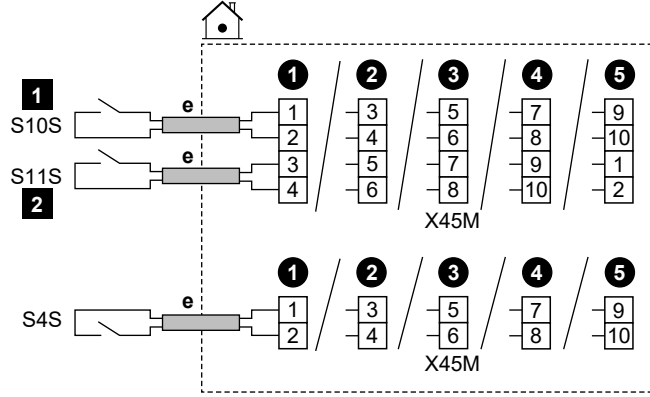 1 2 3 4 5
1
S10S e 1 3 5 7 9
2 4 6 8 10
S11S e 3 5 7 9 1
2
4 6 8 10 2
X45M
1 2 3 4 5
S4S e 1 3 5 7 9
2 4 6 8 10
X45M